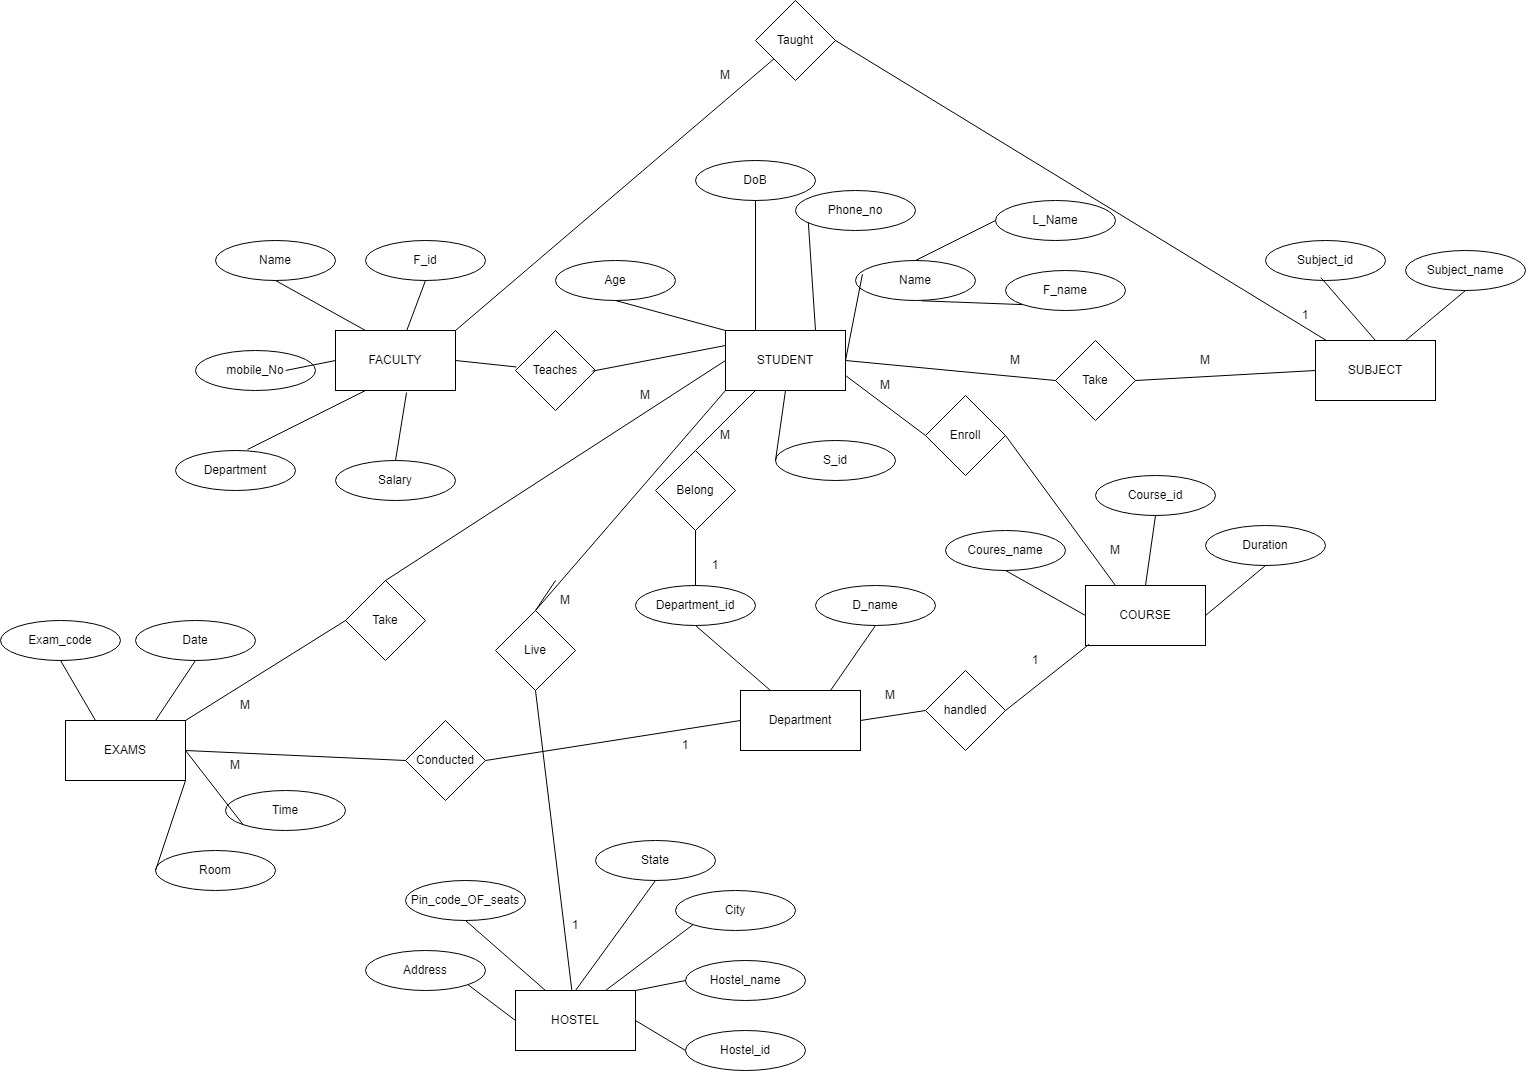 Taught
M
DoB
Phone_no
L_Name
Name
F_id
Age
Name
F_name
Subject_id
Subject_name
1
FACULTY
mobile_No
Teaches
STUDENT
M
Take
M
SUBJECT
M
M
Department
Salary
M
Enroll
S_id
Belong
Course_id
Coures_name
Duration
M
1
M
Department_id
D_name
COURSE
Take
Exam_code
Date
Live
1
M
M
handled
EXAMS
Department
Conducted
1
M
Time
Room
State
Pin_code_OF_seats
City
1
Address
Hostel_name
HOSTEL
Hostel_id